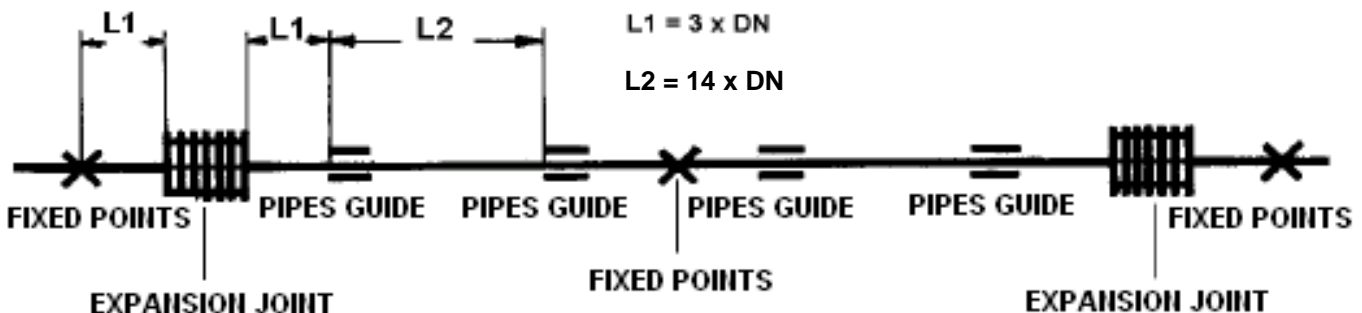 L1 L1 L2 L1 = 3 x DN
L2 = 14 x DN
FIXED POINTS PIPES GUIDE PIPES GUIDE PIPES GUIDE PIPES GUIDE FIXED POINTS
EXPANSION JOINT FIXED POINTS EXPANSION JOINT